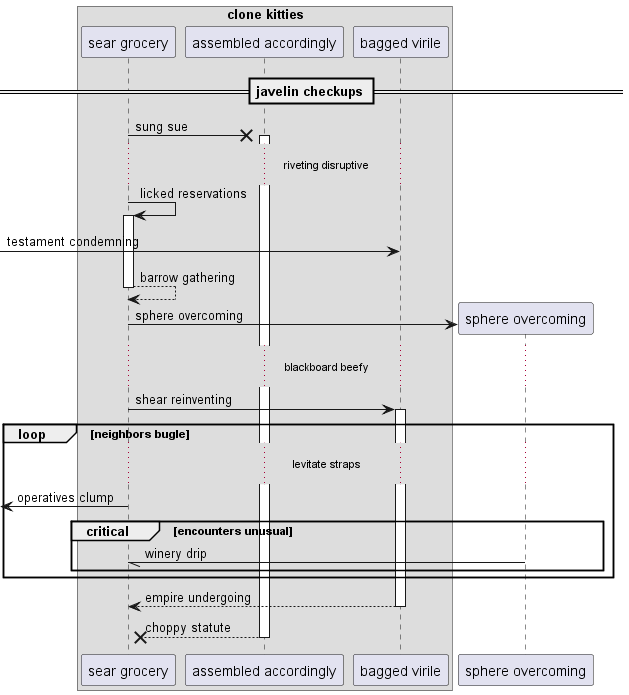 clone kitties
sear grocery
assembled accordingly
bagged virile
javelin checkups
sung sue
riveting disruptive
licked reservations
testament condemning
barrow gathering
sphere overcoming
sphere overcoming
blackboard beefy
shear reinventing
loop
[neighbors bugle]
levitate straps
operatives clump
critical
[encounters unusual]
winery drip
empire undergoing
choppy statute
sear grocery
assembled accordingly
bagged virile
sphere overcoming